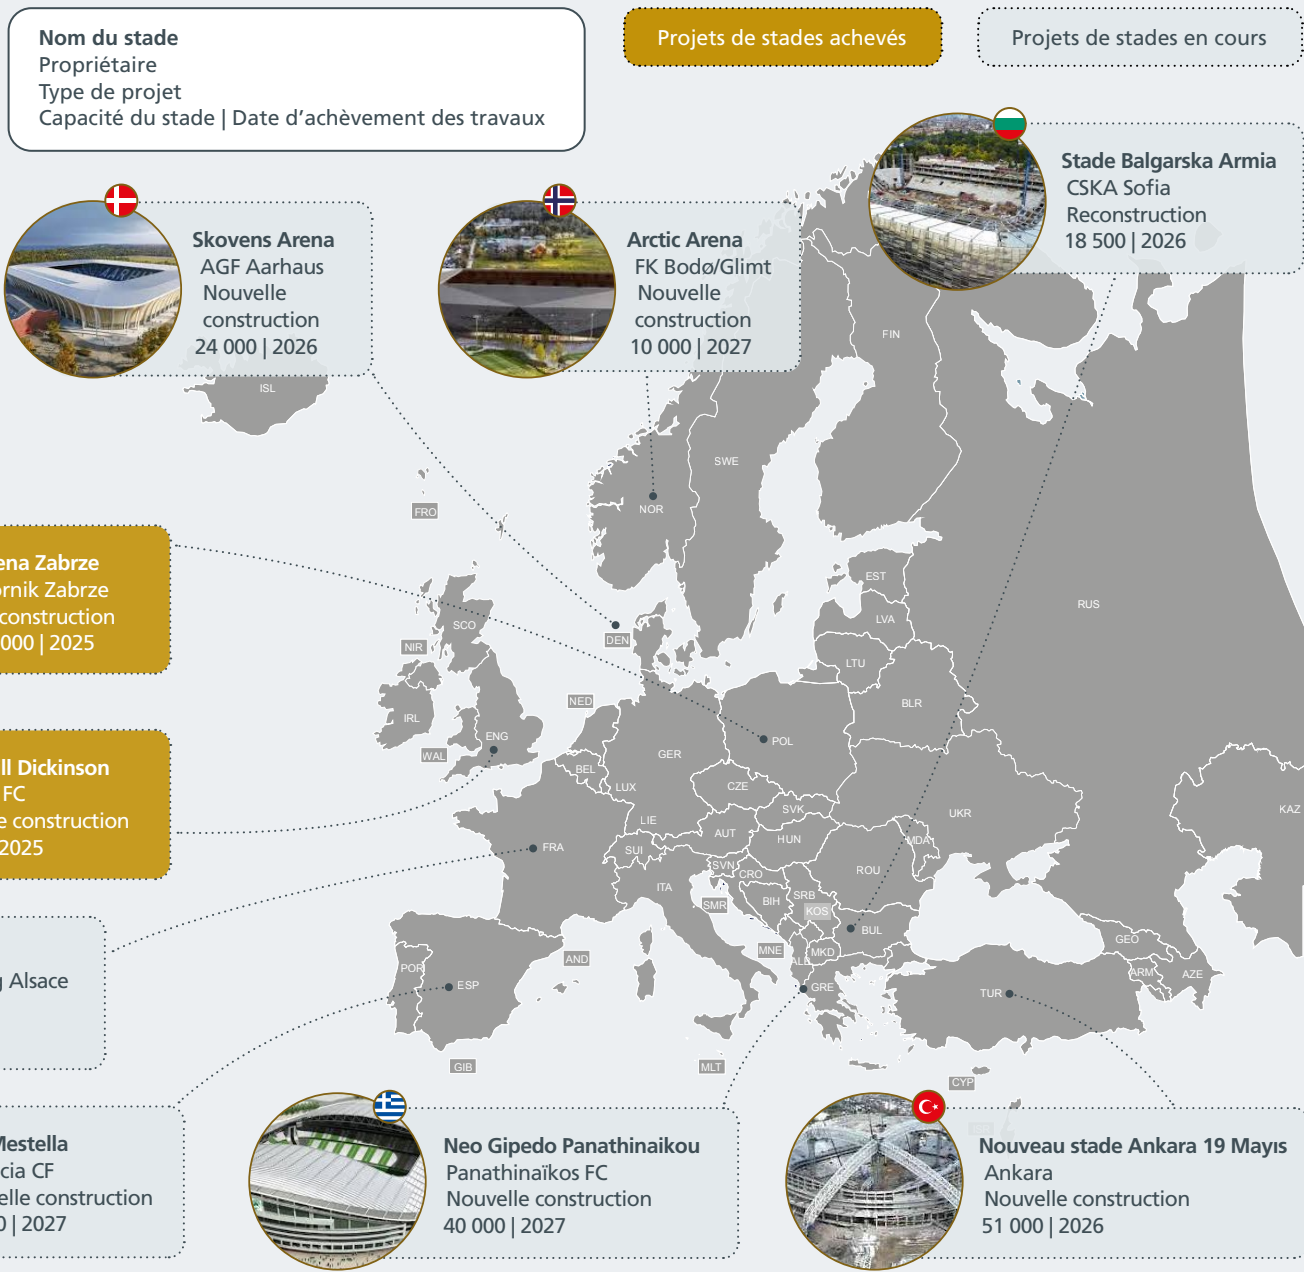 Nom du stade
Propriétaire
Type de projet
Capacité du stade | Date d'achèvement des travaux
Projets de stades achevés
Projets de stades en cours
Stade Balgarska Armia
CSKA Sofia
Reconstruction
18 500 | 2026
Skovens Arena
AGF Aarhaus
Nouvelle
construction
24 000 | 2026
Arctic Arena
FK Bodø/Glimt
Nouvelle
construction
10 000 | 2027
ISL
FIN
SWE
FRO
NOR
ena Zabrze
rnik Zabrze
construction
000 | 2025
EST
RUS
LVA
SCO
DEN
NIR
LTU
NED
BLR
IRL
ENG
WAL
POL
GER
ll Dickinson
FC
e construction
2025
BEL
LUX
CZE
SVK
UKR
KAZ
LIE
AUT
HUN
MDA
FRA
SUI
SVN
CRO
ROU
ITA
SRB
BIH
SMR
KOS
BUL
GEO
MNE
MKD
ALB
AND
POR
ESP
GRE
TUR
ARM
AZE
g Alsace
GIB
MLT
CYP
Mestella
cia CF
elle construction
0 | 2027
Neo Gipedo Panathinaikou
Panathinaïkos FC
Nouvelle construction
40 000 | 2027
Nouveau stade Ankara 19 Mayıs
Ankara
Nouvelle construction
51 000 | 2026